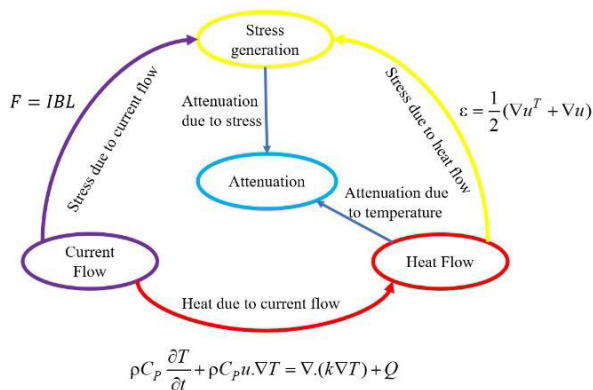 Stress
generation
F = IBL
Stress due to current flow
Attenuation
due to stress
Stress due to
heat flow
ε = 1/2 (∇u^T + ∇u)
Attenuation
Attenuation due
to temperature
Current
Flow
Heat Flow
Heat due to current flow
ρC_P ∂T/∂t + ρC_P u.∇T = ∇.(k∇T) + Q